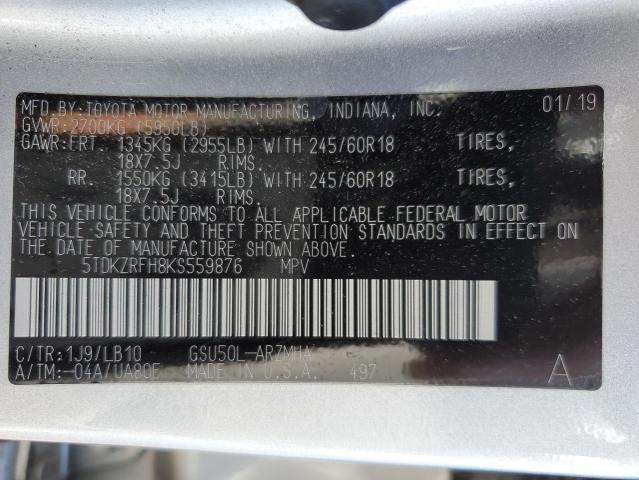 MFD BY:TOYOTA MOTOR MANUFACTURING, INDIANA, INC. 01/19
GVWR:2700KG (5950LB)
GAWR:FRT. 1345KG (2955LB) WITH 245/60R18 TIRES,
18X7.5J RIMS.
RR. 1550KG (3415LB) WITH 245/60R18 TIRES,
18X7.5J RIMS.
THIS VEHICLE CONFORMS TO ALL APPLICABLE FEDERAL MOTOR
VEHICLE SAFETY AND THEFT PREVENTION STANDARDS IN EFFECT ON
THE DATE OF MANUFACTURE SHOWN ABOVE.
5TDKZRFH8KS559876 MPV
C/TR:1J9/LB10 GSU50L-ARZMHA
A/TM:-04A/UA80E MADE IN U.S.A. 497 A